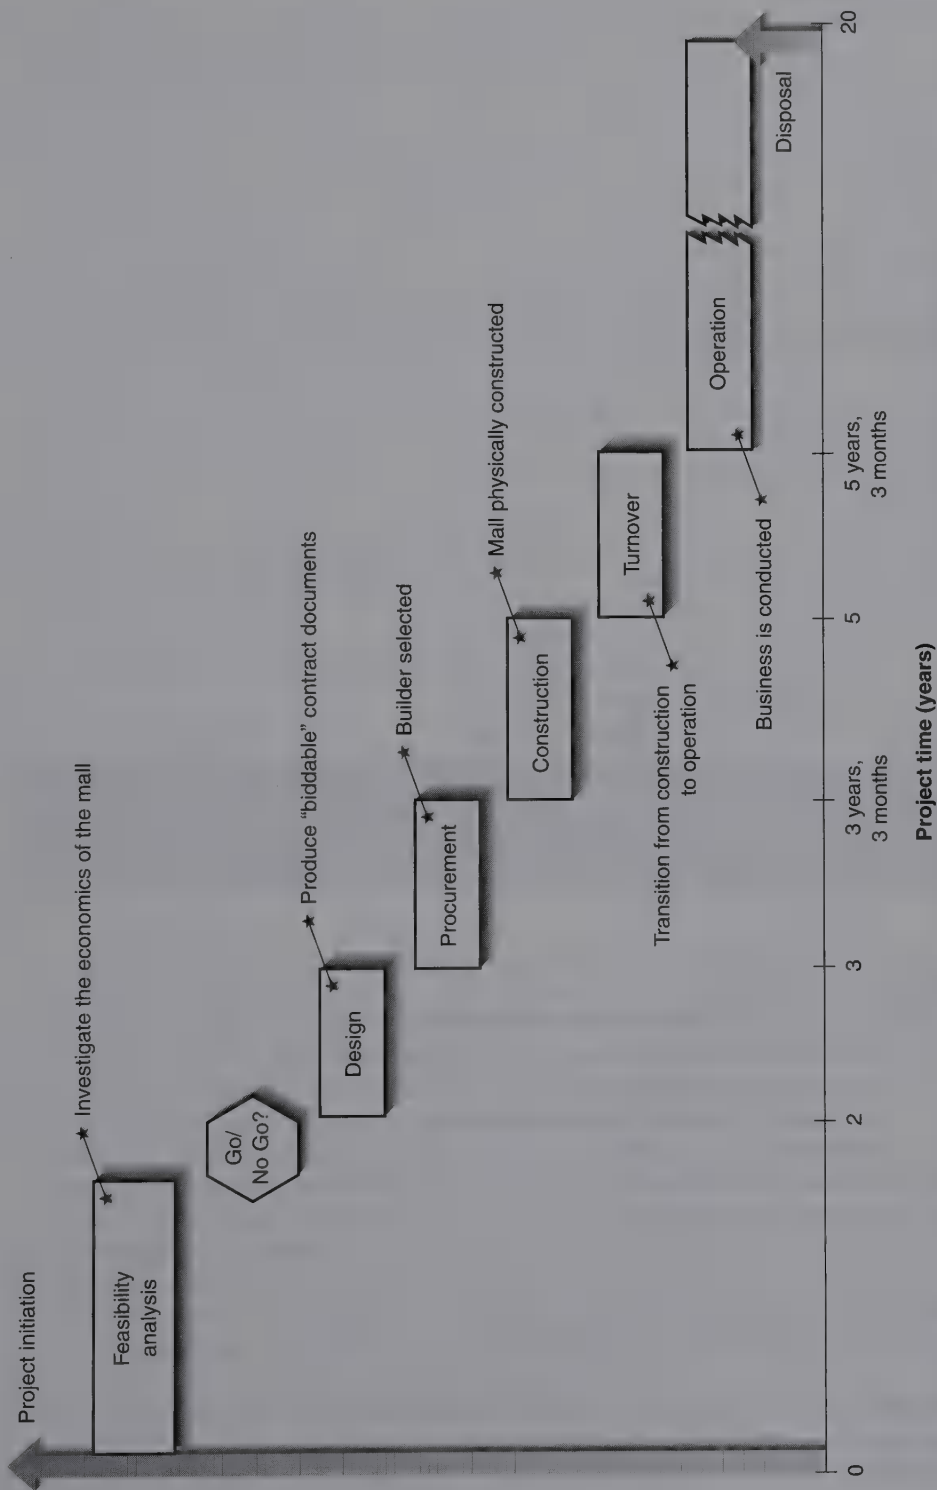 Project initiation
Feasibility
analysis
Investigate the economics of the mall
Go/
No Go?
Design
Produce "biddable" contract documents
Procurement
Builder selected
Construction
Mall physically constructed
Turnover
Transition from construction
to operation
Operation
Business is conducted
Disposal
0
2
3
3 years,
3 months
5
5 years,
3 months
20
Project time (years)